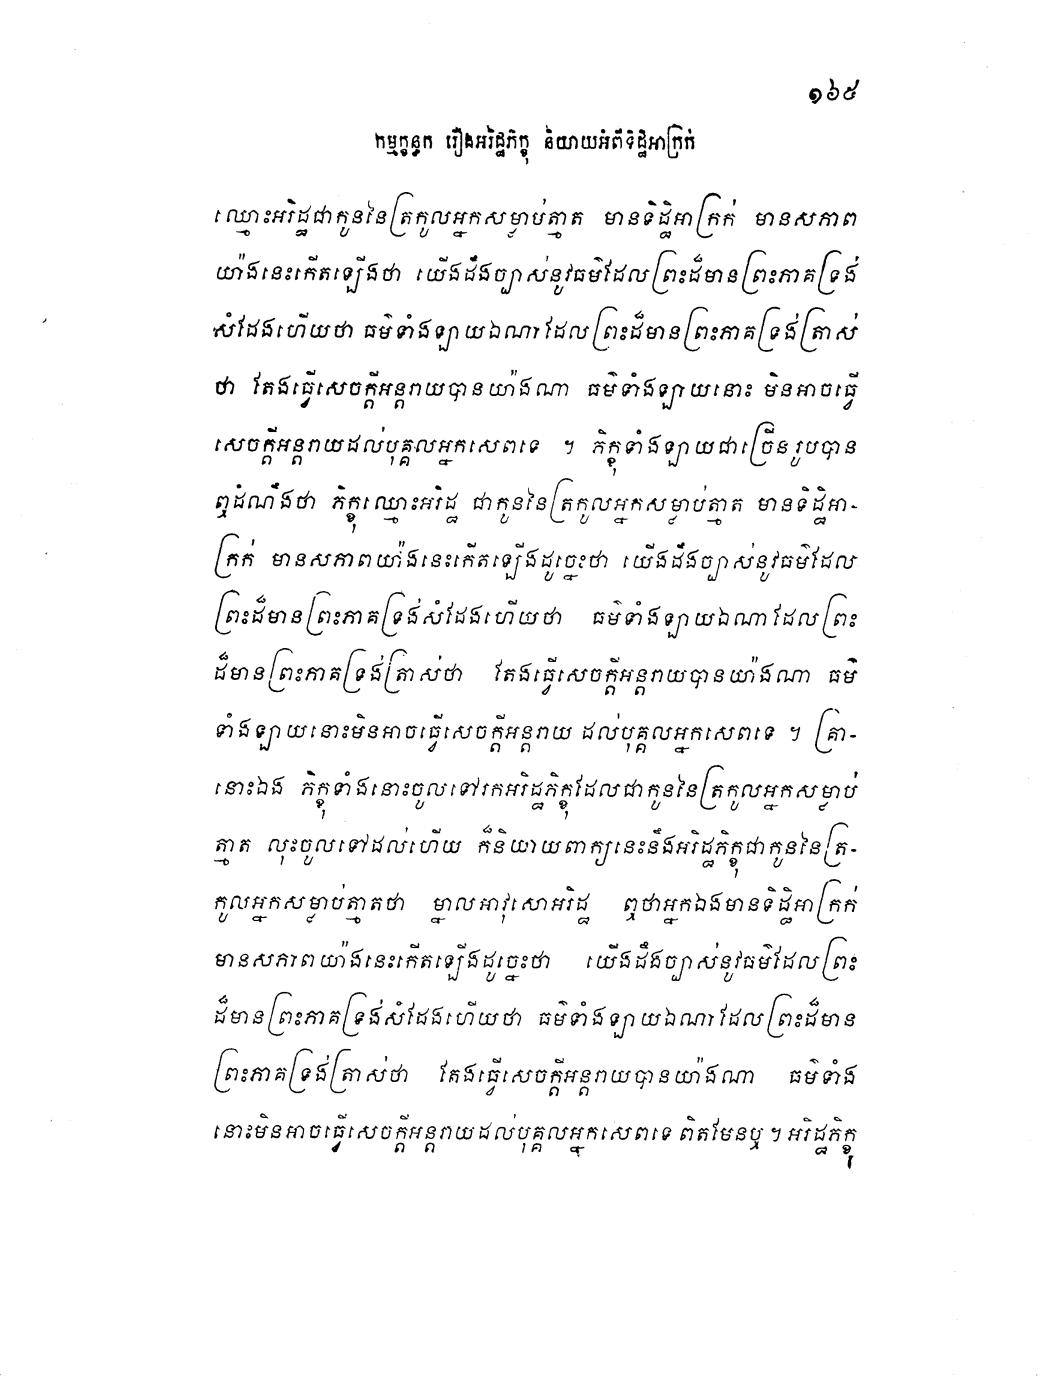 ១៦៥
កម្មក្ខន្ធក រឿងអរិដ្ឋភិក្ខុ និយាយអំពីទិដ្ឋិអាក្រក់
ឈ្មោះអរិដ្ឋជាកូននៃត្រកូលអ្នកសម្លាប់ត្មាត មានទិដ្ឋិអាក្រក់ មានសភាព
យ៉ាងនេះកើតឡើងថា យើងដឹងច្បាស់នូវធម៌ដែលព្រះដ៏មានព្រះភាគទ្រង់
សំដែងហើយថា ធម៌ទាំងឡាយឯណាដែលព្រះដ៏មានព្រះភាគទ្រង់ត្រាស់
ថា តែងធ្វើសេចក្តីអន្តរាយបានយ៉ាងណា ធម៌ទាំងឡាយនោះ មិនអាចធ្វើ
សេចក្តីអន្តរាយដល់បុគ្គលអ្នកសេពទេ ។ ភិក្ខុទាំងឡាយជាច្រើនរូបបាន
ឮដំណឹងថា ភិក្ខុឈ្មោះអរិដ្ឋ ជាកូននៃត្រកូលអ្នកសម្លាប់ត្មាត មានទិដ្ឋិអា-
ក្រក់ មានសភាពយ៉ាងនេះកើតឡើងដូច្នេះថា យើងដឹងច្បាស់នូវធម៌ដែល
ព្រះដ៏មានព្រះភាគទ្រង់សំដែងហើយថា ធម៌ទាំងឡាយឯណាដែលព្រះ
ដ៏មានព្រះភាគទ្រង់ត្រាស់ថា តែងធ្វើសេចក្តីអន្តរាយបានយ៉ាងណា ធម៌
ទាំងឡាយនោះមិនអាចធ្វើសេចក្តីអន្តរាយ ដល់បុគ្គលអ្នកសេពទេ ។ គ្រា-
នោះឯង ភិក្ខុទាំងនោះចូលទៅរកអរិដ្ឋភិក្ខុដែលជាកូននៃត្រកូលអ្នកសម្លាប់
ត្មាត លុះចូលទៅដល់ហើយ ក៏និយាយពាក្យនេះនឹងអរិដ្ឋភិក្ខុជាកូននៃត្រ-
កូលអ្នកសម្លាប់ត្មាតថា ម្នាលអាវុសោអរិដ្ឋ ឮថាអ្នកឯងមានទិដ្ឋិអាក្រក់
មានសភាពយ៉ាងនេះកើតឡើងដូច្នេះថា យើងដឹងច្បាស់នូវធម៌ដែលព្រះ
ដ៏មានព្រះភាគទ្រង់សំដែងហើយថា ធម៌ទាំងឡាយឯណាដែលព្រះដ៏មាន
ព្រះភាគទ្រង់ត្រាស់ថា តែងធ្វើសេចក្តីអន្តរាយបានយ៉ាងណា ធម៌ទាំង
នោះមិនអាចធ្វើសេចក្តីអន្តរាយដល់បុគ្គលអ្នកសេពទេ ពិតមែនឬ ។ អរិដ្ឋភិក្ខុ